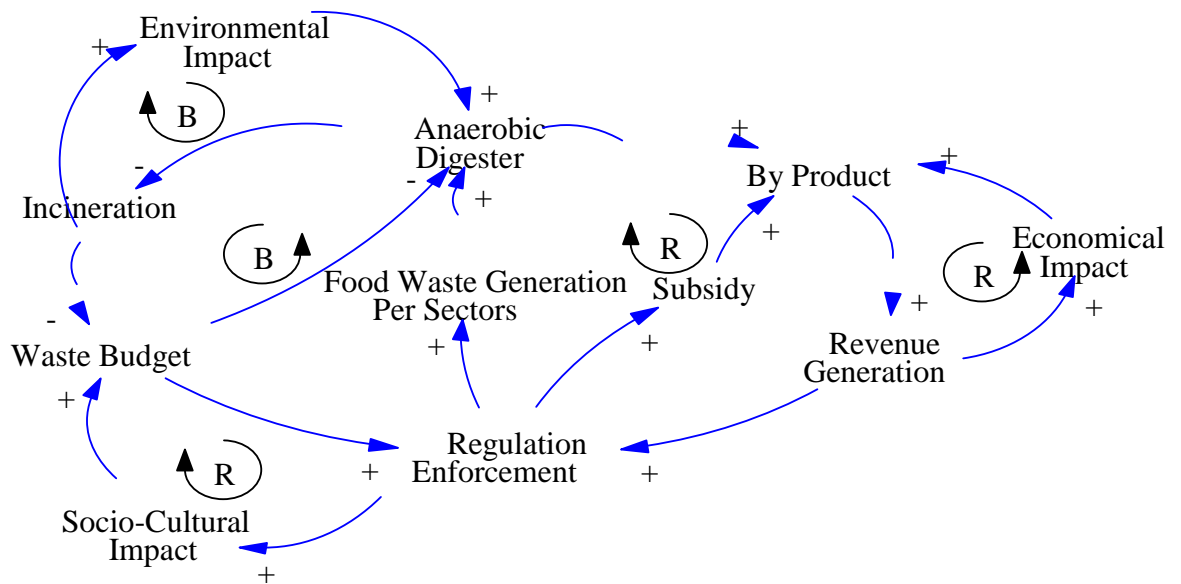 Environmental
Impact
+
B
+
Anaerobic
Digester
-
-
+
+
By Product
+
Incineration
+
B
R
Economical
Impact
R
Food Waste Generation
Per Sectors
Subsidy
-
+
+
Waste Budget
+
+
Revenue
Generation
+
Regulation
Enforcement
+
+
R
Socio-Cultural
Impact
+